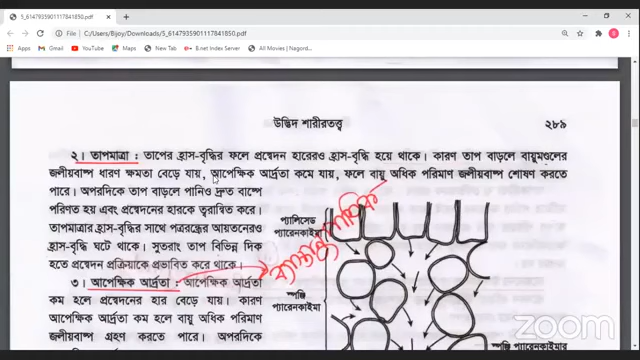 5_6147935901117841850.pdf
File | C:/Users/Bijoy/Downloads/5_6147935901117841850.pdf
Apps Gmail YouTube Maps New Tab B.net Index Server All Movies | Nagord...
উদ্ভিদ শারীরতত্ত্ব ২৮৯
২। তাপমাত্রা : তাপের হ্রাস-বৃদ্ধির ফলে প্রস্বেদন হারেরও হ্রাস-বৃদ্ধি হয়ে থাকে। কারণ তাপ বাড়লে বায়ুমণ্ডলের
জলীয়বাষ্প ধারণ ক্ষমতা বেড়ে যায়, আপেক্ষিক আর্দ্রতা কমে যায়, ফলে বায়ু অধিক পরিমাণ জলীয়বাষ্প শোষণ করতে
পারে। অপরদিকে তাপ বাড়লে পানিও দ্রুত বাষ্পে
পরিণত হয় এবং প্রস্বেদনের হারকে ত্বরান্বিত করে।
তাপমাত্রার হ্রাস-বৃদ্ধির সাথে পত্ররন্ধ্রের আয়তনেরও
হ্রাস-বৃদ্ধি ঘটে থাকে। সুতরাং তাপ বিভিন্ন দিক
হতে প্রস্বেদন প্রক্রিয়াকে প্রভাবিত করে থাকে।
৩। আপেক্ষিক আর্দ্রতা : আপেক্ষিক আর্দ্রতা
কম হলে প্রস্বেদনের হার বেড়ে যায়। কারণ
আপেক্ষিক আর্দ্রতা কম হলে বায়ু অধিক পরিমাণ
জলীয়বাষ্প গ্রহণ করতে পারে। অপরদিকে
প্যালিসেড
প্যারেনকাইমা
স্পঞ্জি
প্যারেনকাইমা
স্পঞ্জি প্যারেনকাইমার
zoom